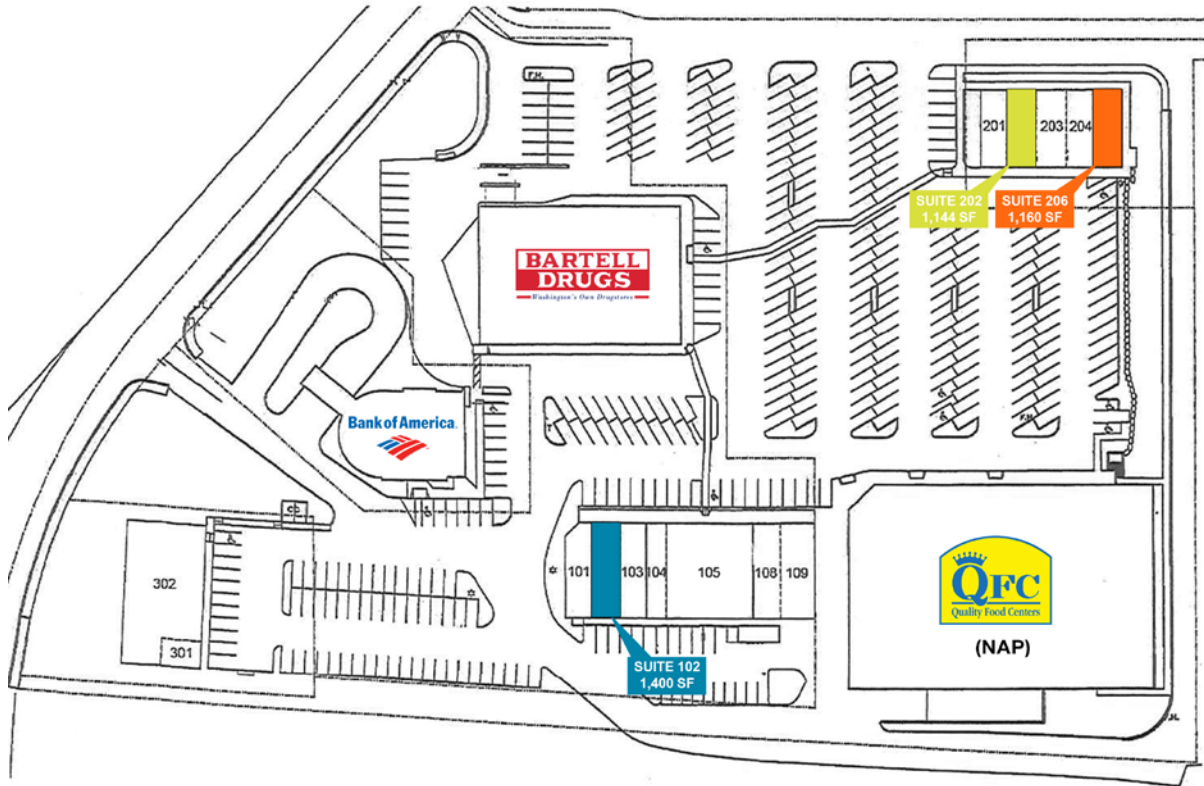 F.H.
201
203
204
SUITE 202
1,144 SF
SUITE 206
1,160 SF
BARTELL
DRUGS
Washington's Own Drugstores
Bank of America
T
F.H.
101
103
104
105
108
109
302
301
SUITE 102
1,400 SF
QFC
Quality Food Centers
(NAP)